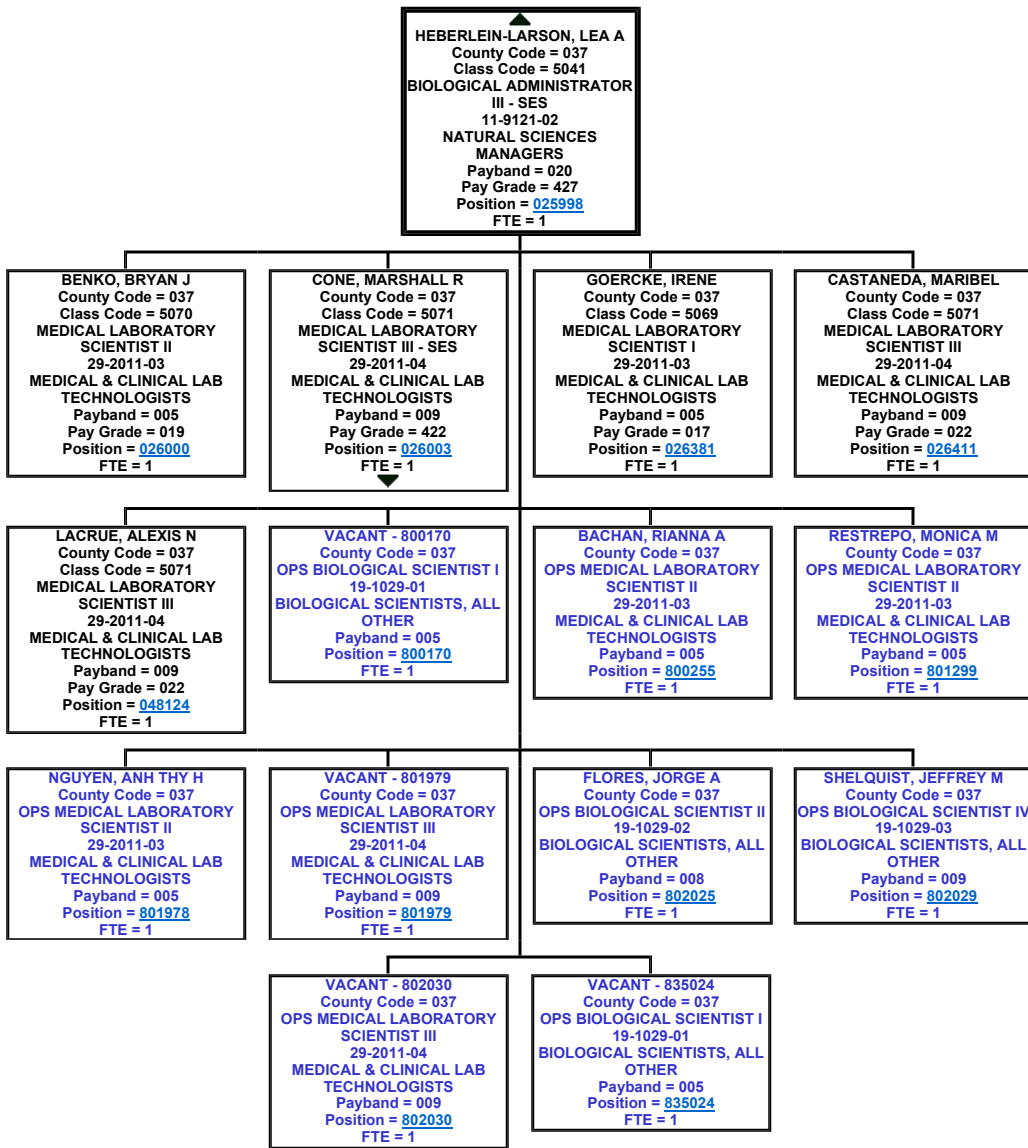 HEBERLEIN-LARSON, LEA A
County Code = 037
Class Code = 5041
BIOLOGICAL ADMINISTRATOR
III - SES
11-9121-02
NATURAL SCIENCES
MANAGERS
Payband = 020
Pay Grade = 427
Position = 025998
FTE = 1
BENKO, BRYAN J
County Code = 037
Class Code = 5070
MEDICAL LABORATORY
SCIENTIST II
29-2011-03
MEDICAL & CLINICAL LAB
TECHNOLOGISTS
Payband = 005
Pay Grade = 019
Position = 026000
FTE = 1
CONE, MARSHALL R
County Code = 037
Class Code = 5071
MEDICAL LABORATORY
SCIENTIST III - SES
29-2011-04
MEDICAL & CLINICAL LAB
TECHNOLOGISTS
Payband = 009
Pay Grade = 422
Position = 026003
FTE = 1
GOERCKE, IRENE
County Code = 037
Class Code = 5069
MEDICAL LABORATORY
SCIENTIST I
29-2011-03
MEDICAL & CLINICAL LAB
TECHNOLOGISTS
Payband = 005
Pay Grade = 017
Position = 026381
FTE = 1
CASTANEDA, MARIBEL
County Code = 037
Class Code = 5071
MEDICAL LABORATORY
SCIENTIST III
29-2011-04
MEDICAL & CLINICAL LAB
TECHNOLOGISTS
Payband = 009
Pay Grade = 022
Position = 026411
FTE = 1
LACRUE, ALEXIS N
County Code = 037
Class Code = 5071
MEDICAL LABORATORY
SCIENTIST III
29-2011-04
MEDICAL & CLINICAL LAB
TECHNOLOGISTS
Payband = 009
Pay Grade = 022
Position = 048124
FTE = 1
VACANT - 800170
County Code = 037
OPS BIOLOGICAL SCIENTIST I
19-1029-01
BIOLOGICAL SCIENTISTS, ALL
OTHER
Payband = 005
Position = 800170
FTE = 1
BACHAN, RIANNA A
County Code = 037
OPS MEDICAL LABORATORY
SCIENTIST II
29-2011-03
MEDICAL & CLINICAL LAB
TECHNOLOGISTS
Payband = 005
Position = 800255
FTE = 1
RESTREPO, MONICA M
County Code = 037
OPS MEDICAL LABORATORY
SCIENTIST II
29-2011-03
MEDICAL & CLINICAL LAB
TECHNOLOGISTS
Payband = 005
Position = 801299
FTE = 1
NGUYEN, ANH THY H
County Code = 037
OPS MEDICAL LABORATORY
SCIENTIST II
29-2011-03
MEDICAL & CLINICAL LAB
TECHNOLOGISTS
Payband = 005
Position = 801978
FTE = 1
VACANT - 801979
County Code = 037
OPS MEDICAL LABORATORY
SCIENTIST III
29-2011-04
MEDICAL & CLINICAL LAB
TECHNOLOGISTS
Payband = 009
Position = 801979
FTE = 1
FLORES, JORGE A
County Code = 037
OPS BIOLOGICAL SCIENTIST II
19-1029-02
BIOLOGICAL SCIENTISTS, ALL
OTHER
Payband = 008
Position = 802025
FTE = 1
SHELQUIST, JEFFREY M
County Code = 037
OPS BIOLOGICAL SCIENTIST IV
19-1029-03
BIOLOGICAL SCIENTISTS, ALL
OTHER
Payband = 009
Position = 802029
FTE = 1
VACANT - 802030
County Code = 037
OPS MEDICAL LABORATORY
SCIENTIST III
29-2011-04
MEDICAL & CLINICAL LAB
TECHNOLOGISTS
Payband = 009
Position = 802030
FTE = 1
VACANT - 835024
County Code = 037
OPS BIOLOGICAL SCIENTIST I
19-1029-01
BIOLOGICAL SCIENTISTS, ALL
OTHER
Payband = 005
Position = 835024
FTE = 1